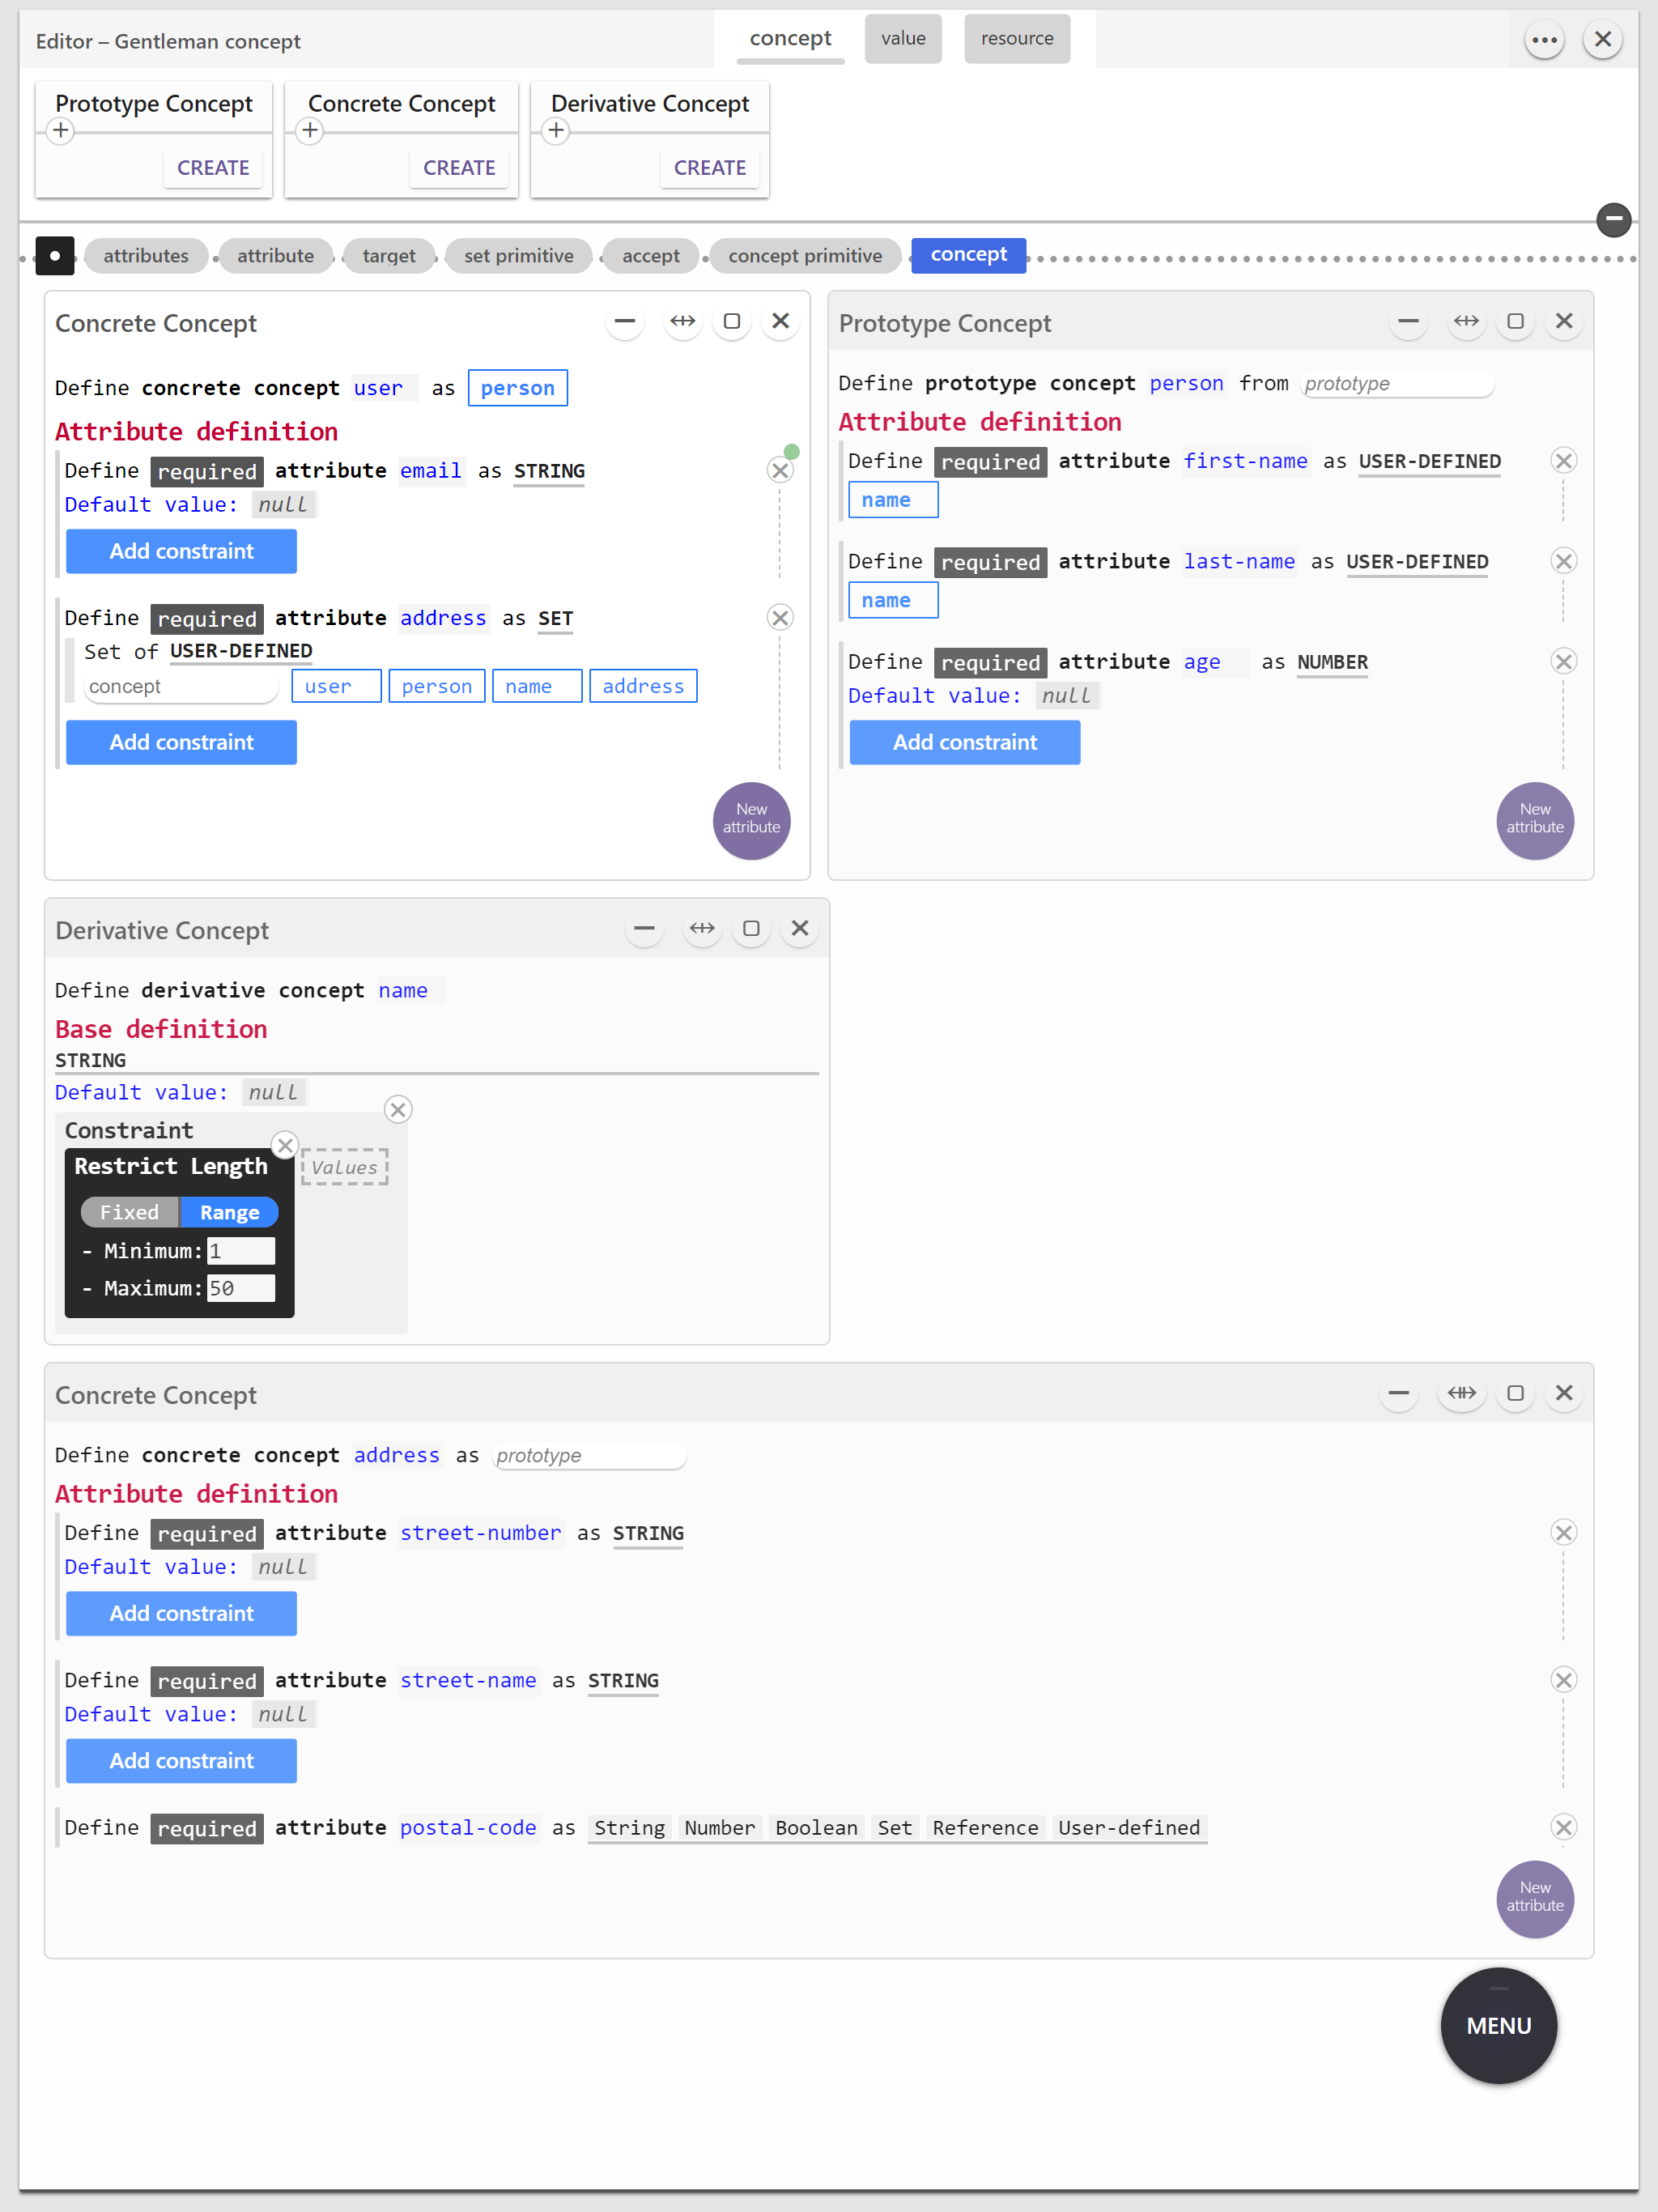 Editor – Gentleman concept
concept value resource
Prototype Concept
CREATE
Concrete Concept
CREATE
Derivative Concept
CREATE
attributes attribute target set primitive accept concept primitive concept
Concrete Concept
Define concrete concept user as person
Attribute definition
Define required attribute email as STRING
Default value: null
Add constraint
Define required attribute address as SET
Set of USER-DEFINED
concept user person name address
Add constraint
New
attribute
Prototype Concept
Define prototype concept person from prototype
Attribute definition
Define required attribute first-name as USER-DEFINED
name
Define required attribute last-name as USER-DEFINED
name
Define required attribute age as NUMBER
Default value: null
Add constraint
New
attribute
Derivative Concept
Define derivative concept name
Base definition
STRING
Default value: null
Constraint
Restrict Length Values
Fixed Range
- Minimum: 1
- Maximum: 50
Concrete Concept
Define concrete concept address as prototype
Attribute definition
Define required attribute street-number as STRING
Default value: null
Add constraint
Define required attribute street-name as STRING
Default value: null
Add constraint
Define required attribute postal-code as String Number Boolean Set Reference User-defined
New
attribute
MENU